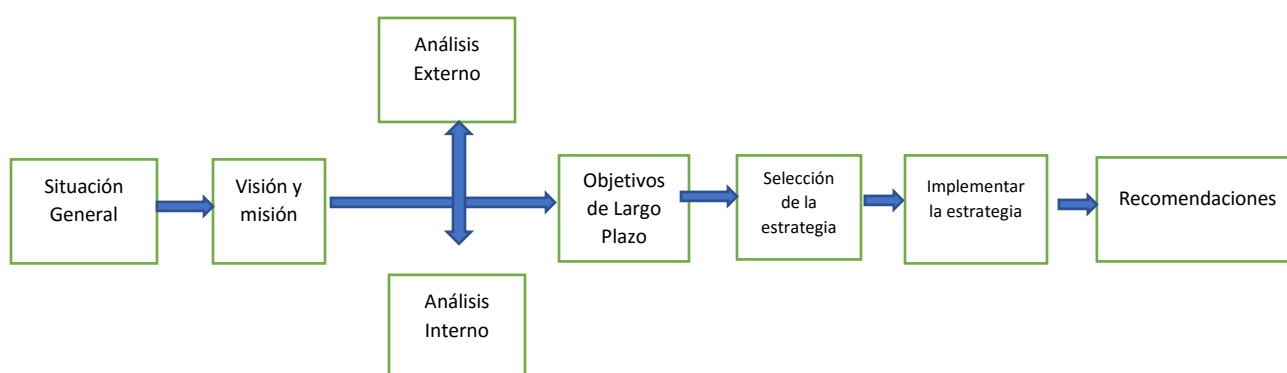 Análisis
Externo
Situación
General
Visión y
misión
Objetivos
de Largo
Plazo
Selección
de la
estrategia
Implementar
la estrategia
Recomendaciones
Análisis
Interno